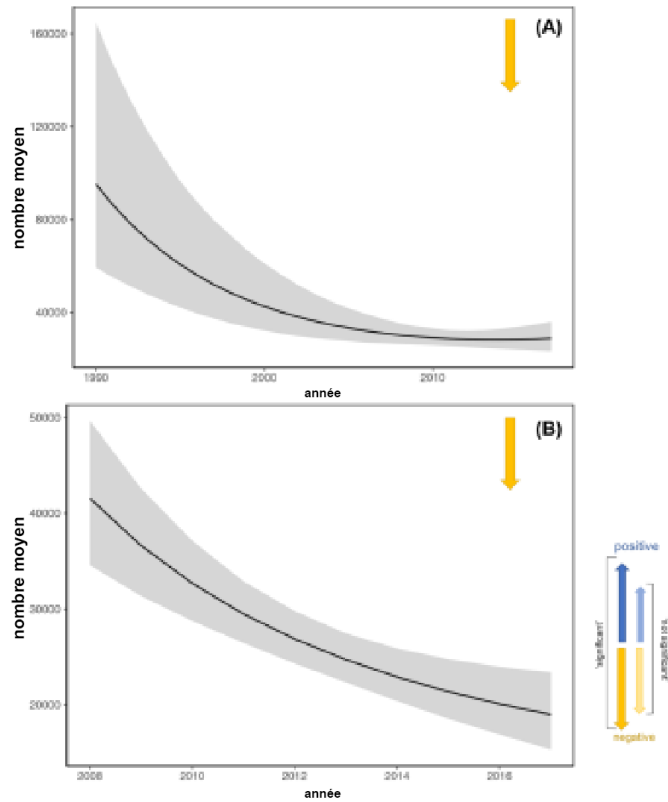 (A)
160000
120000
80000
40000
nombre moyen
1990
2000
2010
année
(B)
50000
40000
30000
20000
nombre moyen
2008
2010
2012
2014
2016
année
positive
'significant'
'not significant'
negative